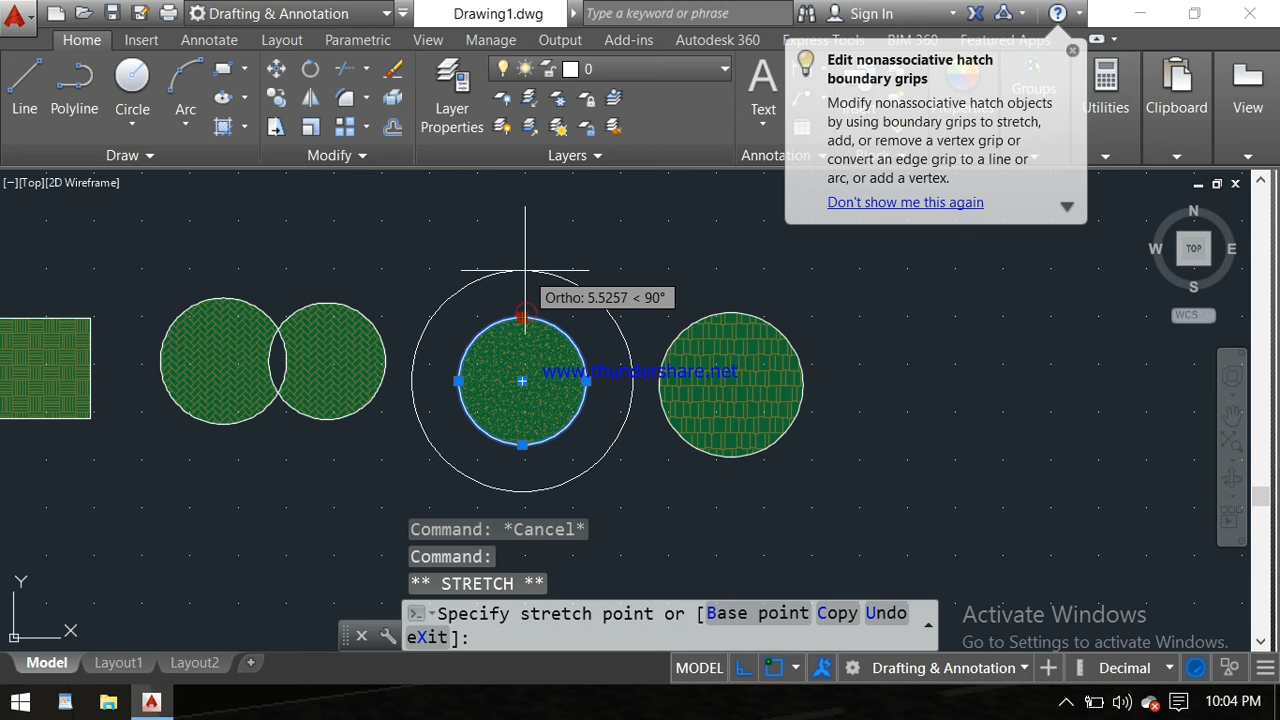 Drafting & Annotation
Drawing1.dwg
Type a keyword or phrase
Sign In
Home Insert Annotate Layout Parametric View Manage Output Add-ins Autodesk 360 Express Tools BIM 360 Featured Apps
Line Polyline Circle Arc
Layer Properties
0
Text
Groups
Utilities
Clipboard
View
Draw Modify Layers Annotation
Edit nonassociative hatch
boundary grips
Modify nonassociative hatch objects
by using boundary grips to stretch,
add, or remove a vertex grip or
convert an edge grip to a line or
arc, or add a vertex.
Don't show me this again
[−][Top][2D Wireframe]
N
W TOP E
S
WCS
Ortho: 5.5257 < 90°
www.thundershare.net
Command: *Cancel*
Command:
** STRETCH **
Specify stretch point or [Base point Copy Undo
eXit]:
Y
X
Activate Windows
Go to Settings to activate Windows.
Model Layout1 Layout2
MODEL
Drafting & Annotation
Decimal
10:04 PM